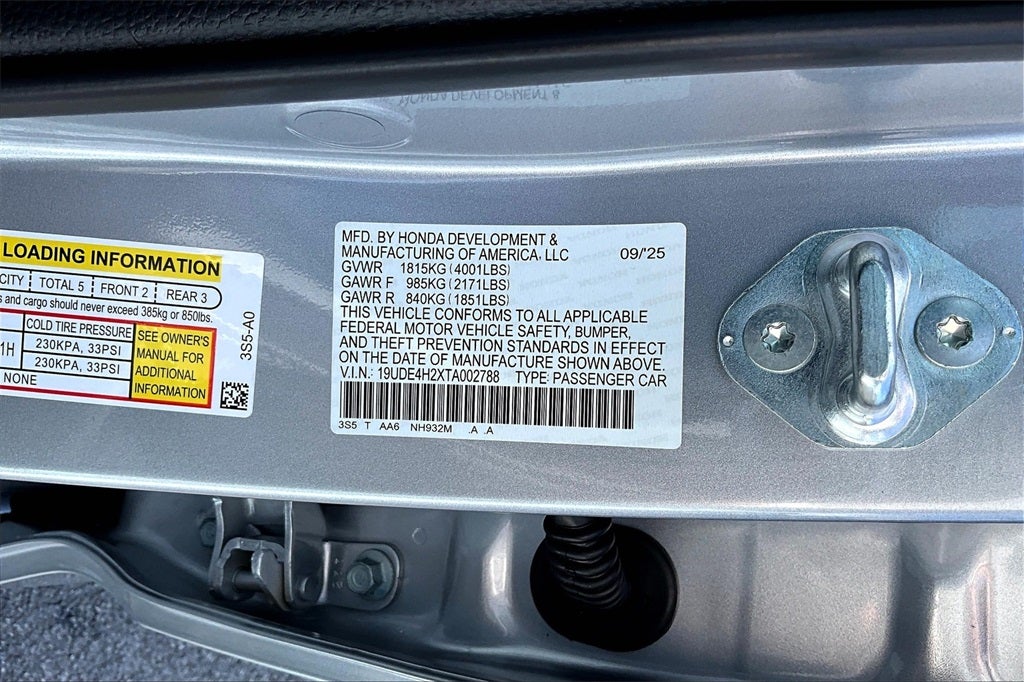 LOADING INFORMATION
CITY TOTAL 5 FRONT 2 REAR 3
s and cargo should never exceed 385kg or 850lbs.
COLD TIRE PRESSURE
1H 230KPA, 33PSI
230KPA, 33PSI
NONE
SEE OWNER'S
MANUAL FOR
ADDITIONAL
INFORMATION
3S5-A0
MFD. BY HONDA DEVELOPMENT &
MANUFACTURING OF AMERICA, LLC 09/'25
GVWR 1815KG (4001LBS)
GAWR F 985KG (2171LBS)
GAWR R 840KG (1851LBS)
THIS VEHICLE CONFORMS TO ALL APPLICABLE
FEDERAL MOTOR VEHICLE SAFETY, BUMPER,
AND THEFT PREVENTION STANDARDS IN EFFECT
ON THE DATE OF MANUFACTURE SHOWN ABOVE.
V.I.N.: 19UDE4H2XTA002788 TYPE: PASSENGER CAR
3S5 T AA6 NH932M .A .A